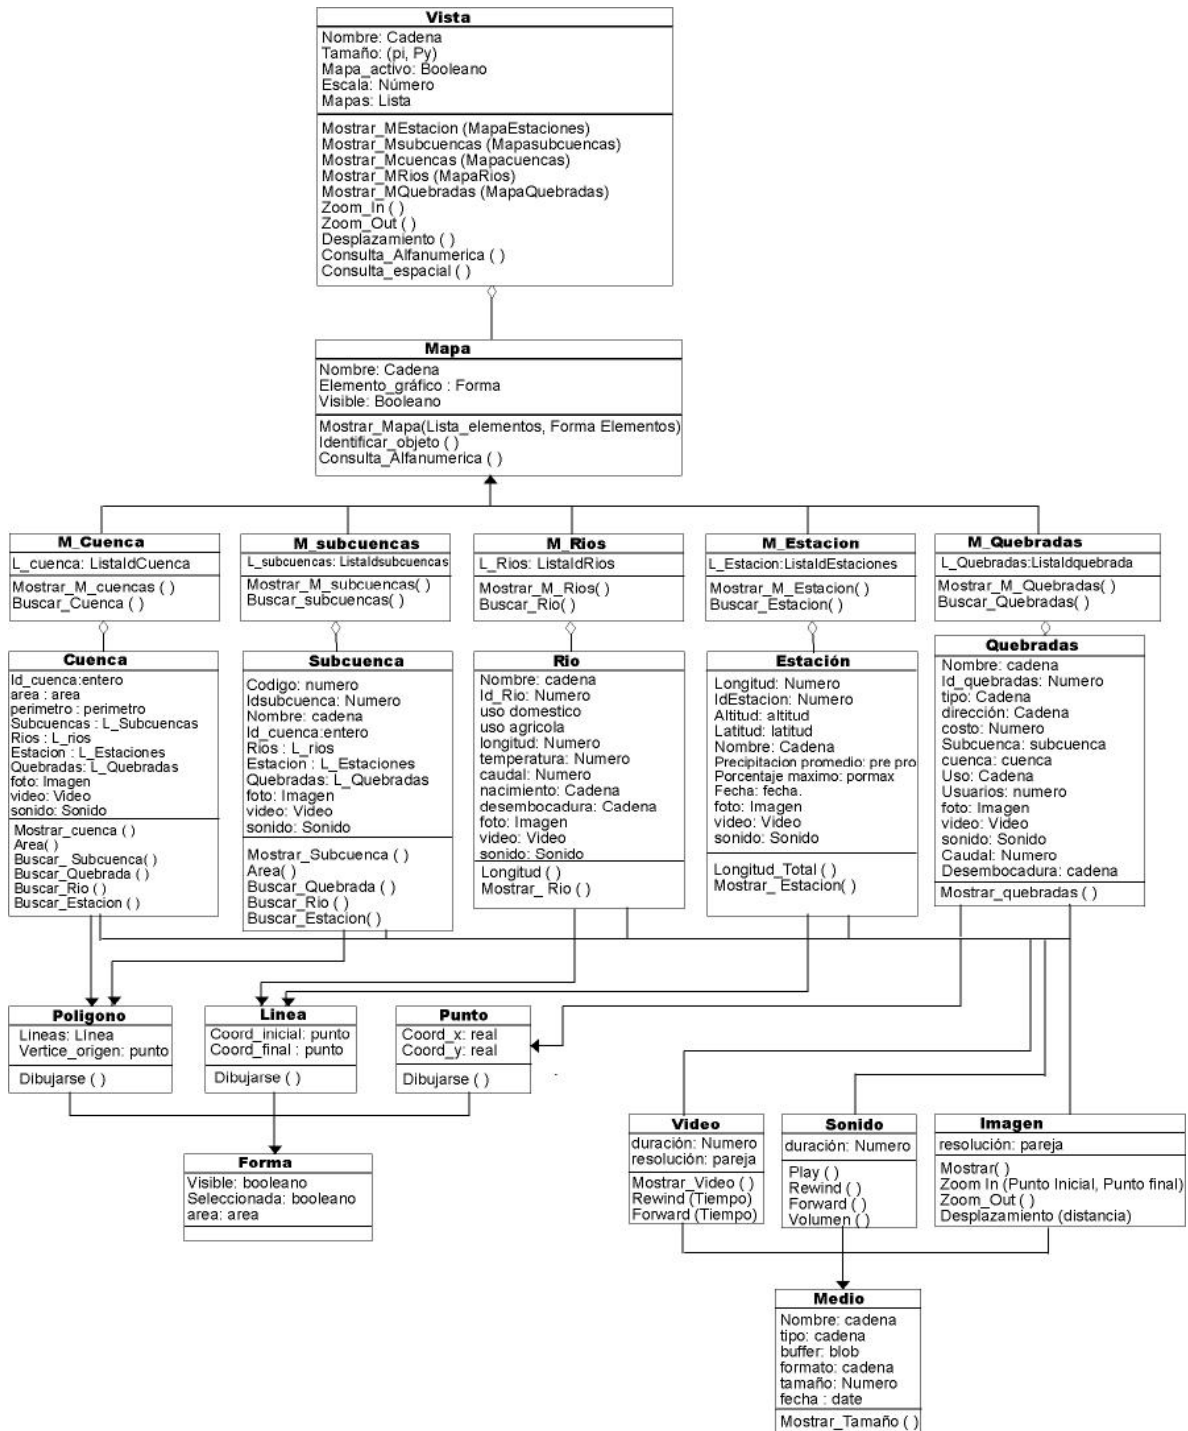 Vista
Nombre: Cadena
Tamaño: (pi, Py)
Mapa_activo: Booleano
Escala: Número
Mapas: Lista
Mostrar_MEstacion (MapaEstaciones)
Mostrar_Msubcuencas (Mapasubcuencas)
Mostrar_Mcuencas (Mapacuencas)
Mostrar_MRios (MapaRios)
Mostrar_MQuebradas (MapaQuebradas)
Zoom_In ( )
Zoom_Out ( )
Desplazamiento ( )
Consulta_Alfanumerica ( )
Consulta_espacial ( )
Mapa
Nombre: Cadena
Elemento_gráfico : Forma
Visible: Booleano
Mostrar_Mapa(Lista_elementos, Forma Elementos)
Identificar_objeto ( )
Consulta_Alfanumerica ( )
M_Cuenca
L_cuenca: ListaIdCuenca
Mostrar_M_cuencas ( )
Buscar_Cuenca ( )
M_subcuencas
L_subcuencas: ListaIdsubcuencas
Mostrar_M_subcuencas( )
Buscar_subcuencas( )
M_Rios
L_Rios: ListaIdRios
Mostrar_M_Rios( )
Buscar_Rio( )
M_Estacion
L_Estacion:ListaIdEstaciones
Mostrar_M_Estacion( )
Buscar_Estacion( )
M_Quebradas
L_Quebradas:ListaIdquebrada
Mostrar_M_Quebradas( )
Buscar_Quebradas( )
Cuenca
Id_cuenca:entero
area : area
perimetro : perimetro
Subcuencas : L_Subcuencas
Rios : L_rios
Estacion : L_Estaciones
Quebradas: L_Quebradas
foto: Imagen
video: Video
sonido: Sonido
Mostrar_cuenca ( )
Area( )
Buscar_ Subcuenca( )
Buscar_Quebrada ( )
Buscar_Rio ( )
Buscar_Estacion ( )
Subcuenca
Codigo: numero
Idsubcuenca: Numero
Nombre: cadena
Id_cuenca:entero
Rios : L_rios
Estacion : L_Estaciones
Quebradas: L_Quebradas
foto: Imagen
video: Video
sonido: Sonido
Mostrar_Subcuenca ( )
Area( )
Buscar_Quebrada ( )
Buscar_Rio ( )
Buscar_Estacion( )
Rio
Nombre: cadena
Id_Rio: Numero
uso domestico
uso agricola
longitud: Numero
temperatura: Numero
caudal: Numero
nacimiento: Cadena
desembocadura: Cadena
foto: Imagen
video: Video
sonido: Sonido
Longitud ( )
Mostrar_ Rio ( )
Estación
Longitud: Numero
IdEstacion: Numero
Altitud: altitud
Latitud: latitud
Nombre: Cadena
Precipitacion promedio: pre pro
Porcentaje maximo: pormax
Fecha: fecha.
foto: Imagen
video: Video
sonido: Sonido
Longitud_Total ( )
Mostrar_ Estacion( )
Quebradas
Nombre: cadena
Id_quebradas: Numero
tipo: Cadena
dirección: Cadena
costo: Numero
Subcuenca: subcuenca
cuenca: cuenca
Uso: Cadena
Usuarios: numero
foto: Imagen
video: Video
sonido: Sonido
Caudal: Numero
Desembocadura: cadena
Mostrar_quebradas ( )
Poligono
Lineas: LInea
Vertice_origen: punto
Dibujarse ( )
Linea
Coord_inicial: punto
Coord_final : punto
Dibujarse ( )
Punto
Coord_x: real
Coord_y: real
Dibujarse ( )
Forma
Visible: booleano
Seleccionada: booleano
area: area
Video
duración: Numero
resolución: pareja
Mostrar_Video ( )
Rewind (Tiempo)
Forward (Tiempo)
Sonido
duración: Numero
Play ( )
Rewind ( )
Forward ( )
Volumen ( )
Imagen
resolución: pareja
Mostrar( )
Zoom In (Punto Inicial, Punto final)
Zoom_Out ( )
Desplazamiento (distancia)
Medio
Nombre: cadena
tipo: cadena
buffer: blob
formato: cadena
tamaño: Numero
fecha : date
Mostrar_Tamaño ( )